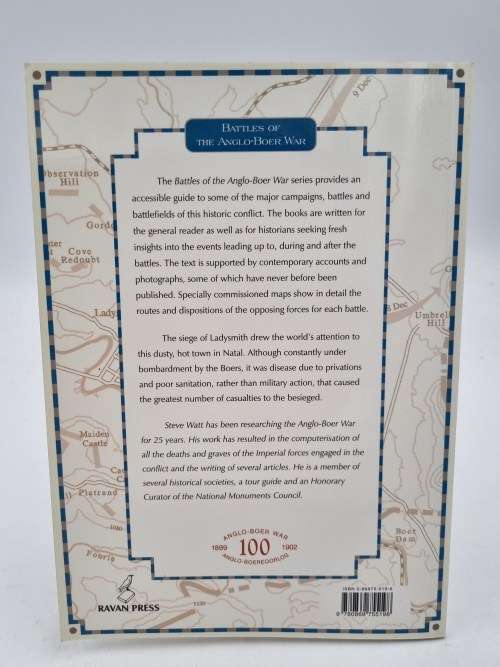 BATTLES OF
THE ANGLO-BOER WAR
The Battles of the Anglo-Boer War series provides an
accessible guide to some of the major campaigns, battles and
battlefields of this historic conflict. The books are written for
the general reader as well as for historians seeking fresh
insights into the events leading up to, during and after the
battles. The text is supported by contemporary accounts and
photographs, some of which have never before been
published. Specially commissioned maps show in detail the
routes and dispositions of the opposing forces for each battle.
The siege of Ladysmith drew the world's attention to
this dusty, hot town in Natal. Although constantly under
bombardment by the Boers, it was disease due to privations
and poor sanitation, rather than military action, that caused
the greatest number of casualties to the besieged.
Steve Watt has been researching the Anglo-Boer War
for 25 years. His work has resulted in the computerisation of
all the deaths and graves of the Imperial forces engaged in the
conflict and the writing of several articles. He is a member of
several historical societies, a tour guide and an Honorary
Curator of the National Monuments Council.
ANGLO-BOER WAR
1899 100 1902
ANGLO-BOEREOORLOG
RAVAN PRESS
9 Dec
Observation
Hill
Cove
Redoubt
Lady
8 Dec
Umbrel
Hill
Maiden
Castle
Platrand
Fourie
Boer
Dam